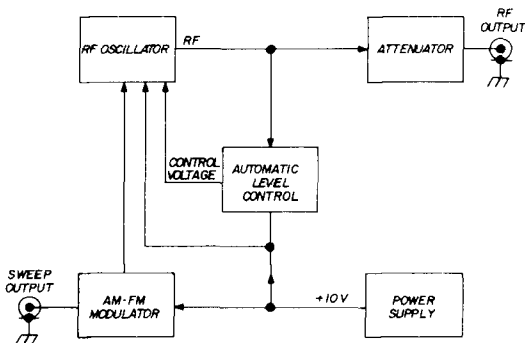 RF
OUTPUT
RF OSCILLATOR
RF
ATTENUATOR
CONTROL
VOLTAGE
AUTOMATIC
LEVEL
CONTROL
SWEEP
OUTPUT
AM-FM
MODULATOR
+10V
POWER
SUPPLY